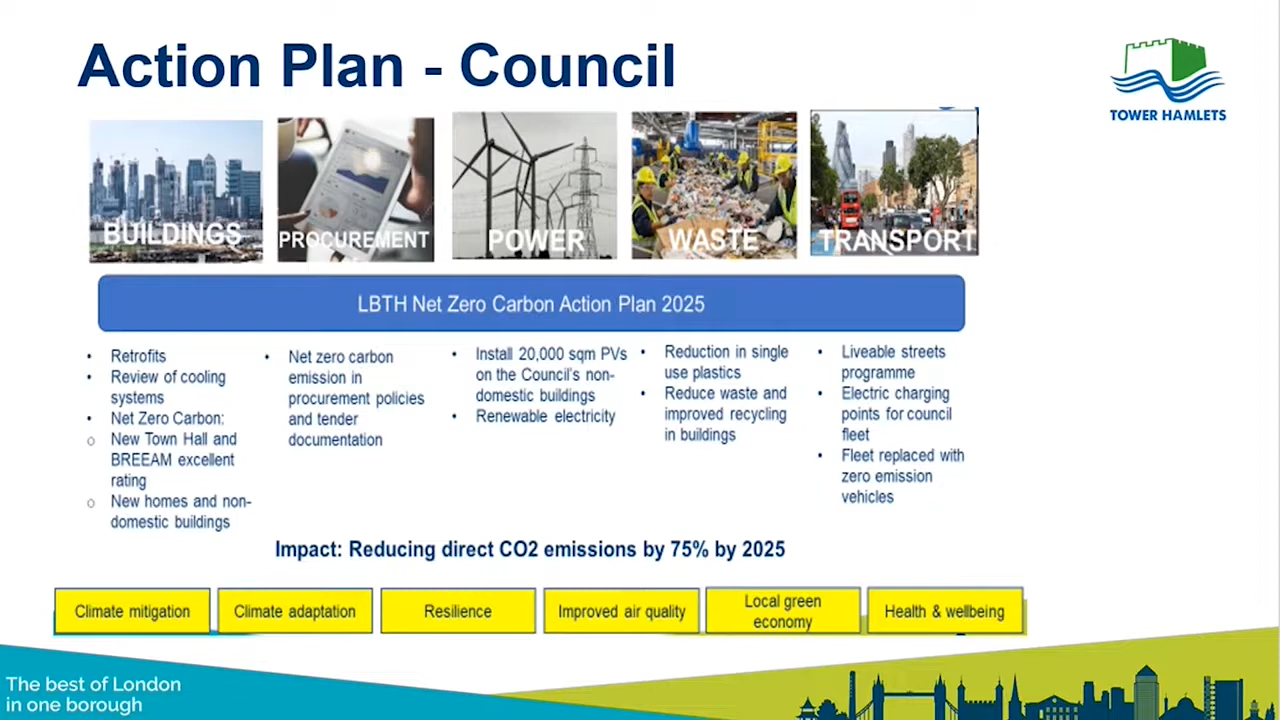 Action Plan - Council
TOWER HAMLETS
BUILDINGS
PROCUREMENT
POWER
WASTE
TRANSPORT
LBTH Net Zero Carbon Action Plan 2025
• Retrofits
• Review of cooling
systems
• Net Zero Carbon:
o New Town Hall and
BREEAM excellent
rating
o New homes and non-
domestic buildings
• Net zero carbon
emission in
procurement policies
and tender
documentation
• Install 20,000 sqm PVs
on the Council's non-
domestic buildings
• Renewable electricity
• Reduction in single
use plastics
• Reduce waste and
improved recycling
in buildings
• Liveable streets
programme
• Electric charging
points for council
fleet
• Fleet replaced with
zero emission
vehicles
Impact: Reducing direct CO2 emissions by 75% by 2025
Climate mitigation
Climate adaptation
Resilience
Improved air quality
Local green
economy
Health & wellbeing
The best of London
in one borough